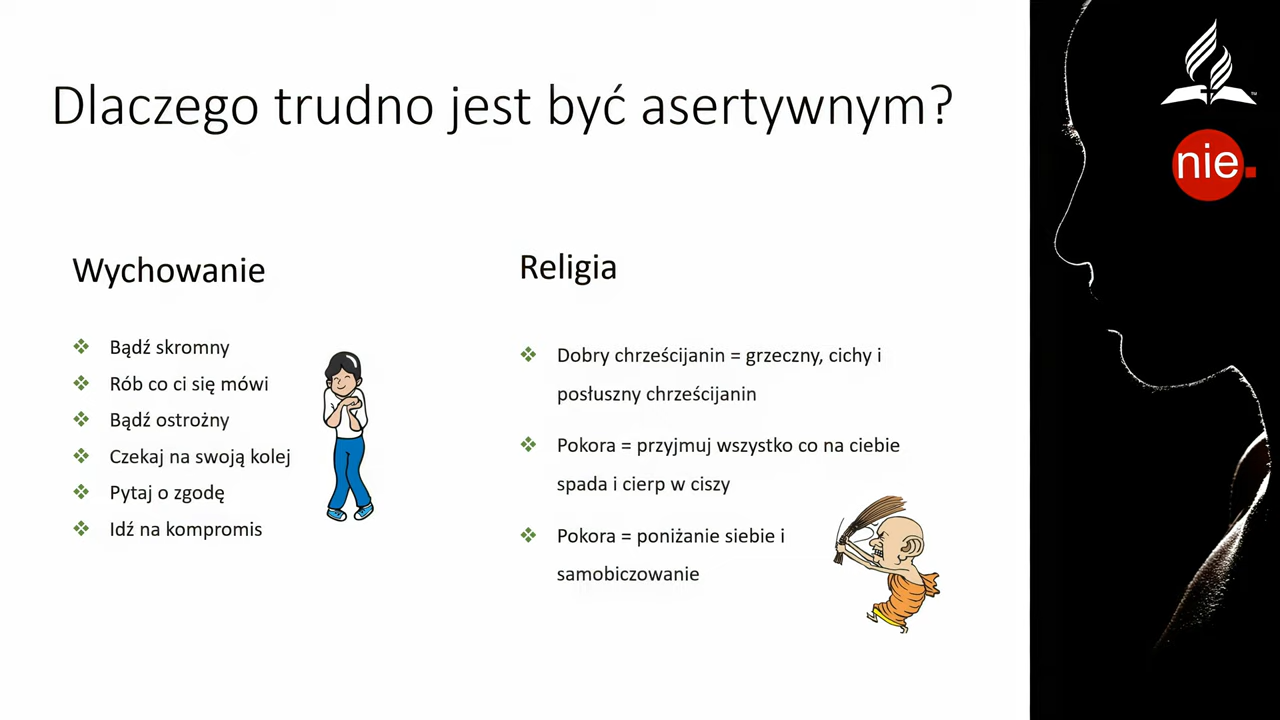 Dlaczego trudno jest być asertywnym?
nie.
Wychowanie
Bądź skromny
Rób co ci się mówi
Bądź ostrożny
Czekaj na swoją kolej
Pytaj o zgodę
Idź na kompromis
Religia
Dobry chrześcijanin = grzeczny, cichy i
posłuszny chrześcijanin
Pokora = przyjmuj wszystko co na ciebie
spada i cierp w ciszy
Pokora = poniżanie siebie i
samobiczowanie